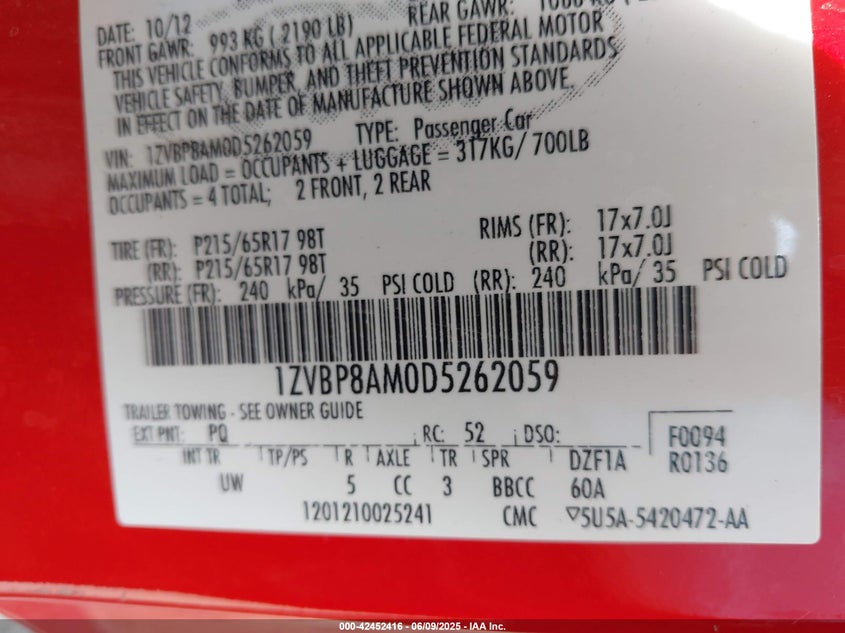 DATE: 10/12
FRONT GAWR: 993 KG ( 2190 LB) REAR GAWR:
THIS VEHICLE CONFORMS TO ALL APPLICABLE FEDERAL MOTOR
VEHICLE SAFETY, BUMPER, AND THEFT PREVENTION STANDARDS
IN EFFECT ON THE DATE OF MANUFACTURE SHOWN ABOVE.
VIN: 1ZVBP8AM0D5262059 TYPE: Passenger Car
MAXIMUM LOAD = OCCUPANTS + LUGGAGE = 317KG/ 700LB
OCCUPANTS = 4 TOTAL; 2 FRONT, 2 REAR
TIRE (FR): P215/65R17 98T RIMS (FR): 17x7.0J
(RR): P215/65R17 98T (RR): 17x7.0J
PRESSURE (FR): 240 kPa/ 35 PSI COLD (RR): 240 kPa/ 35 PSI COLD
1ZVBP8AM0D5262059
TRAILER TOWING - SEE OWNER GUIDE
EXT PNT: PQ RC: 52 DSO: F0094
INT TR TP/PS R AXLE TR SPR DZF1A R0136
UW 5 CC 3 BBCC 60A
1201210025241 CMC ▽5U5A-5420472-AA
000-42452416 | 06/09/2025 - IAA Inc.